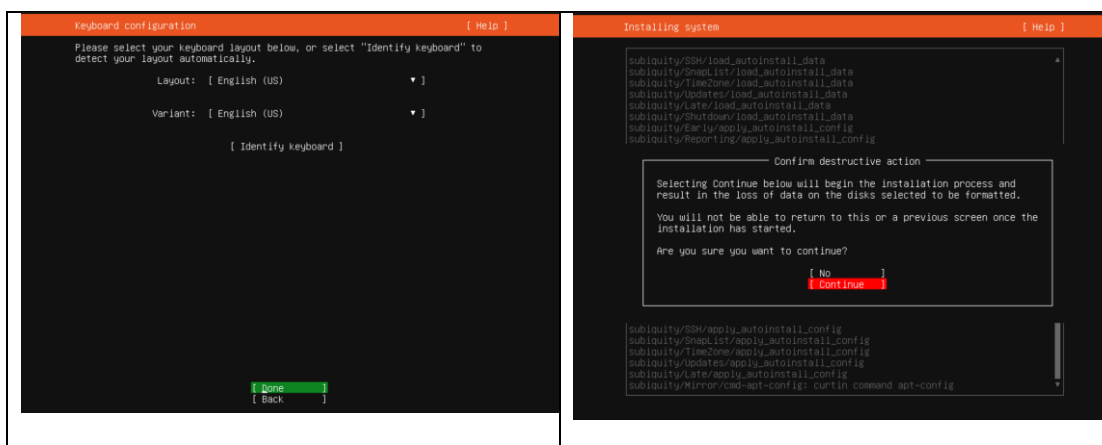 Keyboard configuration [ Help ]
Please select your keyboard layout below, or select "Identify keyboard" to
detect your layout automatically.
Layout: [ English (US) ▾ ]
Variant: [ English (US) ▾ ]
[ Identify keyboard ]
[ Done ]
[ Back ]
Installing system [ Help ]
subiquity/SSH/load_autoinstall_data
subiquity/SnapList/load_autoinstall_data
subiquity/TimeZone/load_autoinstall_data
subiquity/Updates/load_autoinstall_data
subiquity/Late/load_autoinstall_data
subiquity/Shutdown/load_autoinstall_data
subiquity/Early/apply_autoinstall_config
subiquity/Reporting/apply_autoinstall_config
Confirm destructive action
Selecting Continue below will begin the installation process and
result in the loss of data on the disks selected to be formatted.
You will not be able to return to this or a previous screen once the
installation has started.
Are you sure you want to continue?
[ No ]
[ Continue ]
subiquity/SSH/apply_autoinstall_config
subiquity/SnapList/apply_autoinstall_config
subiquity/TimeZone/apply_autoinstall_config
subiquity/Updates/apply_autoinstall_config
subiquity/Late/apply_autoinstall_config
subiquity/Mirror/cmd-apt-config: curtin command apt-config